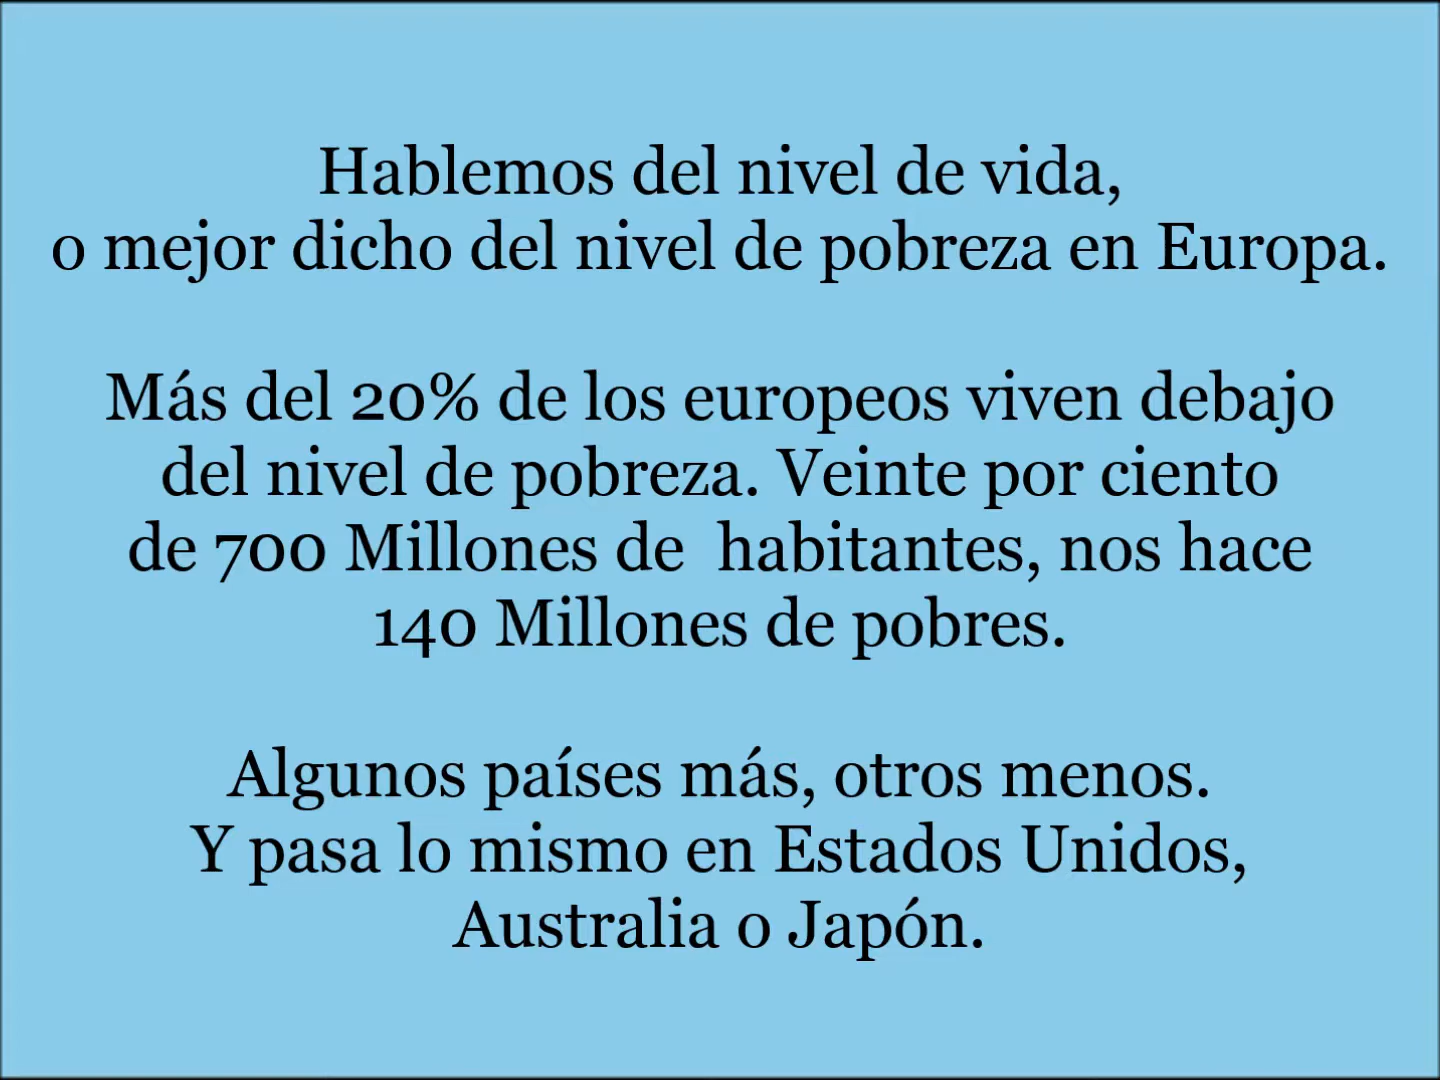 Hablemos del nivel de vida,
o mejor dicho del nivel de pobreza en Europa.
Más del 20% de los europeos viven debajo
del nivel de pobreza. Veinte por ciento
de 700 Millones de  habitantes, nos hace
140 Millones de pobres.
Algunos países más, otros menos.
Y pasa lo mismo en Estados Unidos,
Australia o Japón.